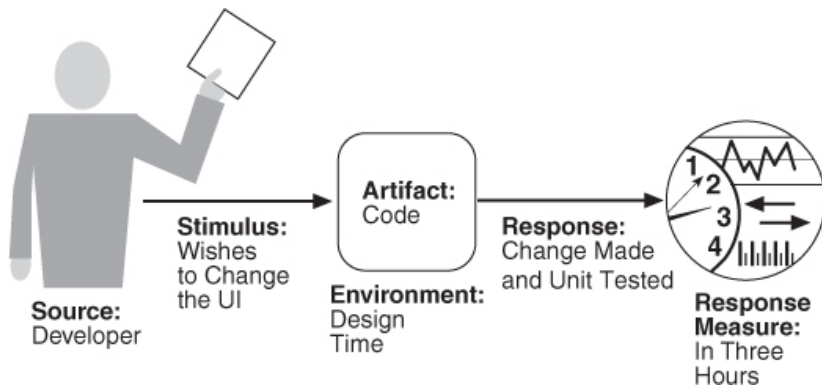 Source:
Developer
Stimulus:
Wishes
to Change
the UI
Artifact:
Code
Environment:
Design
Time
Response:
Change Made
and Unit Tested
1
2
3
4
Response
Measure:
In Three
Hours